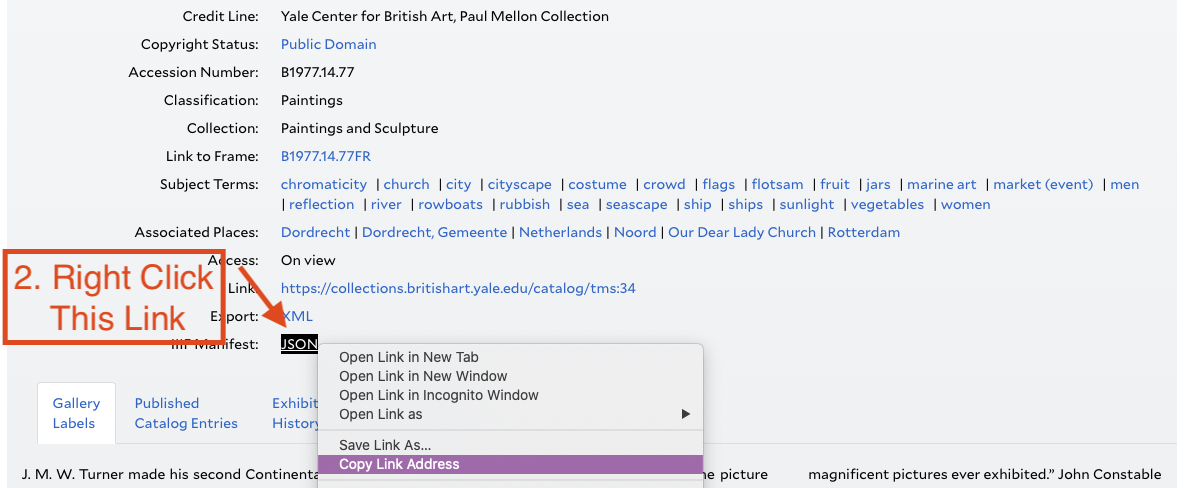 Credit Line: Yale Center for British Art, Paul Mellon Collection
Copyright Status: Public Domain
Accession Number: B1977.14.77
Classification: Paintings
Collection: Paintings and Sculpture
Link to Frame: B1977.14.77FR
Subject Terms: chromaticity | church | city | cityscape | costume | crowd | flags | flotsam | fruit | jars | marine art | market (event) | men
| reflection | river | rowboats | rubbish | sea | seascape | ship | ships | sunlight | vegetables | women
Associated Places: Dordrecht | Dordrecht, Gemeente | Netherlands | Noord | Our Dear Lady Church | Rotterdam
Access: On view
2. Right Click
This Link
Link: https://collections.britishart.yale.edu/catalog/tms:34
Export: XML
IIIF Manifest: JSON
Open Link in New Tab
Open Link in New Window
Open Link in Incognito Window
Open Link as
Save Link As...
Copy Link Address
Gallery
Labels
Published
Catalog Entries
Exhibit
History
J. M. W. Turner made his second Continenta
he picture
magnificent pictures ever exhibited.” John Constable